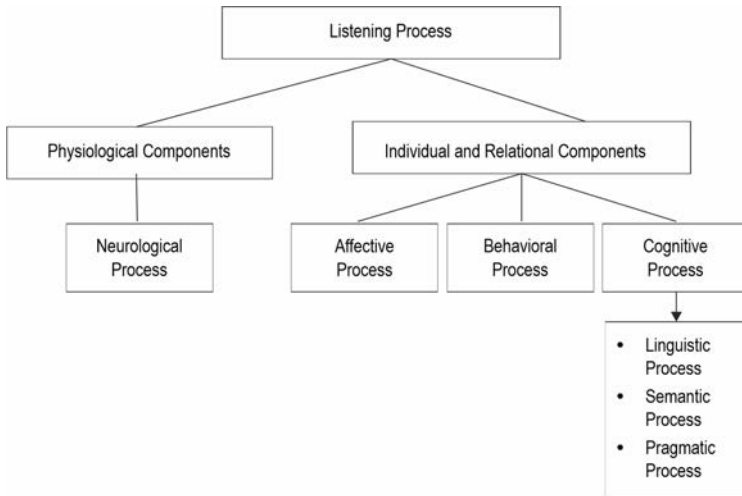 Listening Process
Physiological Components
Individual and Relational Components
Neurological
Process
Affective
Process
Behavioral
Process
Cognitive
Process
• Linguistic
Process
• Semantic
Process
• Pragmatic
Process